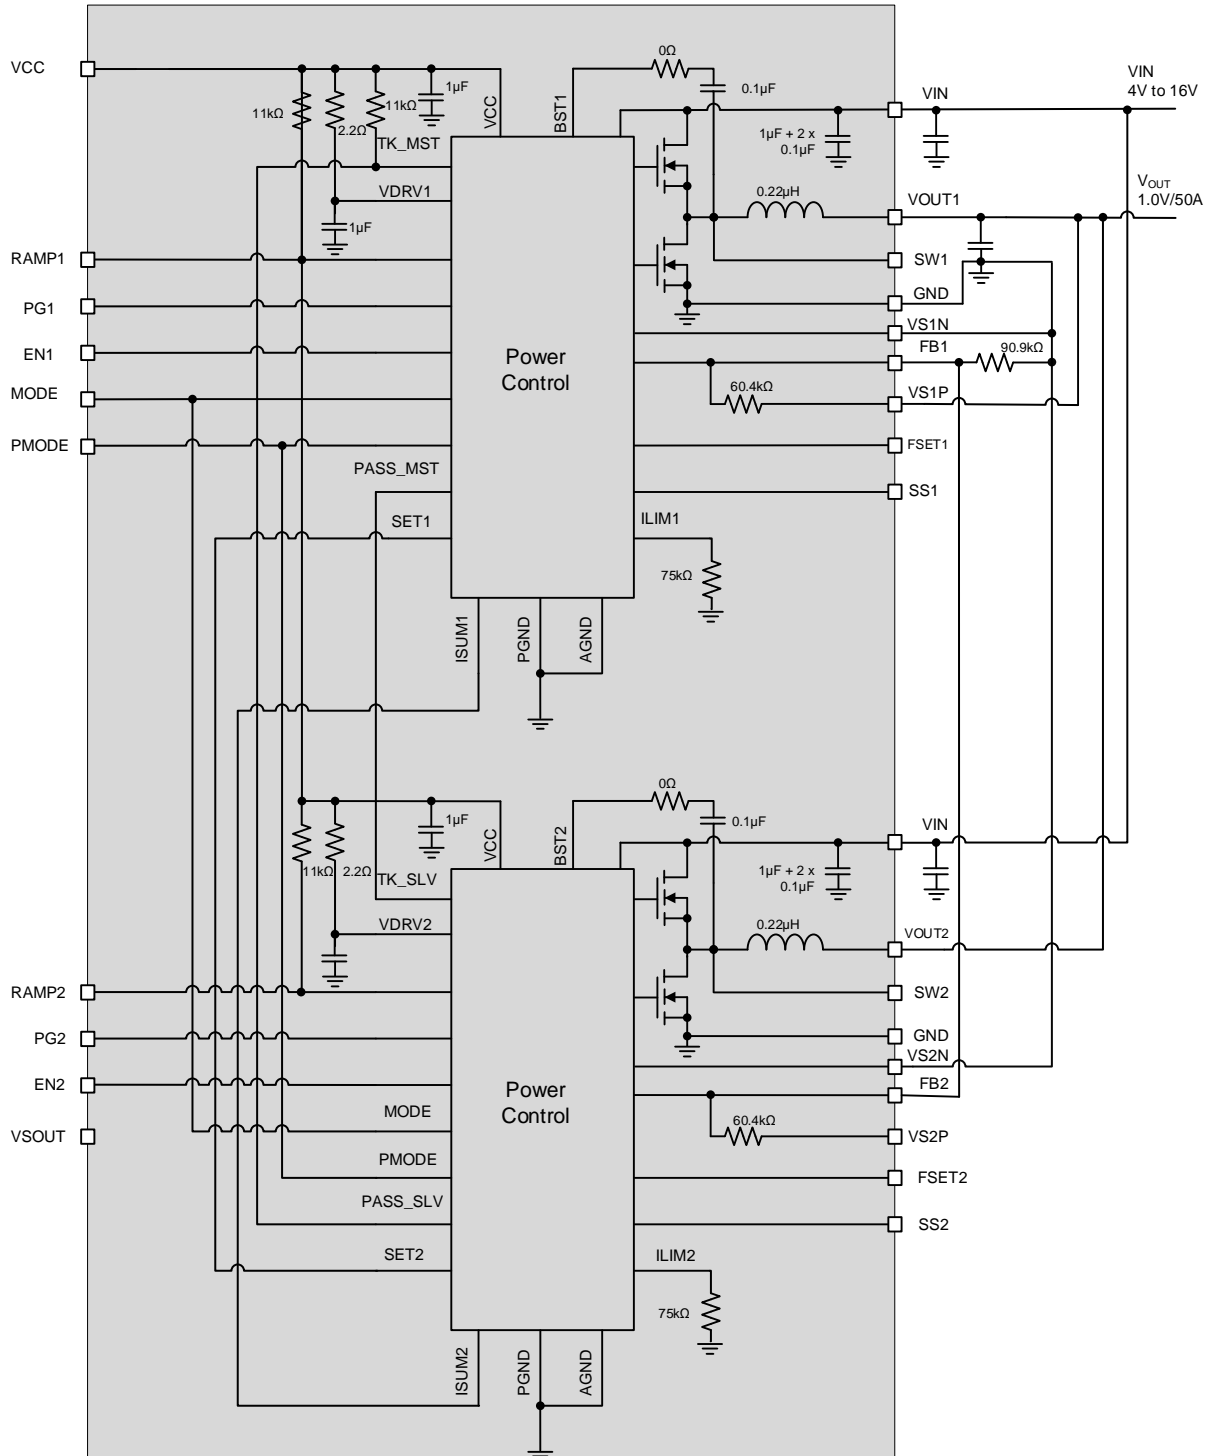 VCC
RAMP1
PG1
EN1
MODE
PMODE
11kΩ
2.2Ω
11kΩ
1µF
VCC
BST1
0Ω
0.1µF
TK_MST
VDRV1
1µF
PASS_MST
SET1
Power
Control
ISUM1
PGND
AGND
ILIM1
75kΩ
1µF + 2 x
0.1µF
0.22µH
60.4kΩ
VIN
VIN
4V to 16V
VOUT1
VOUT
1.0V/50A
SW1
GND
VS1N
FB1
90.9kΩ
VS1P
FSET1
SS1
RAMP2
PG2
EN2
VSOUT
11kΩ
2.2Ω
1µF
VCC
BST2
0Ω
0.1µF
TK_SLV
VDRV2
MODE
PMODE
PASS_SLV
SET2
Power
Control
ISUM2
PGND
AGND
ILIM2
75kΩ
1µF + 2 x
0.1µF
0.22µH
60.4kΩ
VIN
VOUT2
SW2
GND
VS2N
FB2
VS2P
FSET2
SS2